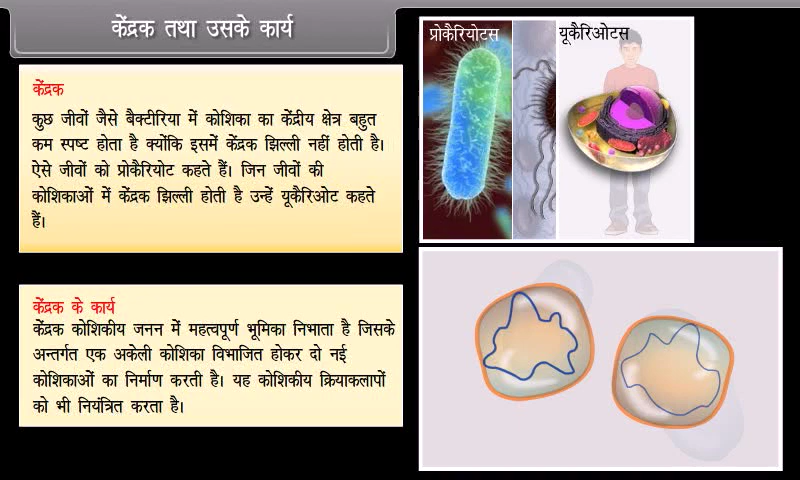 केंद्रक तथा उसके कार्य
केंद्रक
कुछ जीवों जैसे बैक्टीरिया में कोशिका का केंद्रीय क्षेत्र बहुत
कम स्पष्ट होता है क्योंकि इसमें केंद्रक झिल्ली नहीं होती है।
ऐसे जीवों को प्रोकैरियोट कहते हैं। जिन जीवों की
कोशिकाओं में केंद्रक झिल्ली होती है उन्हें यूकैरिओट कहते
हैं।
प्रोकैरियोटस
यूकैरिओटस
केंद्रक के कार्य
केंद्रक कोशिकीय जनन में महत्वपूर्ण भूमिका निभाता है जिसके
अन्तर्गत एक अकेली कोशिका विभाजित होकर दो नई
कोशिकाओं का निर्माण करती है। यह कोशिकीय क्रियाकलापों
को भी नियंत्रित करता है।